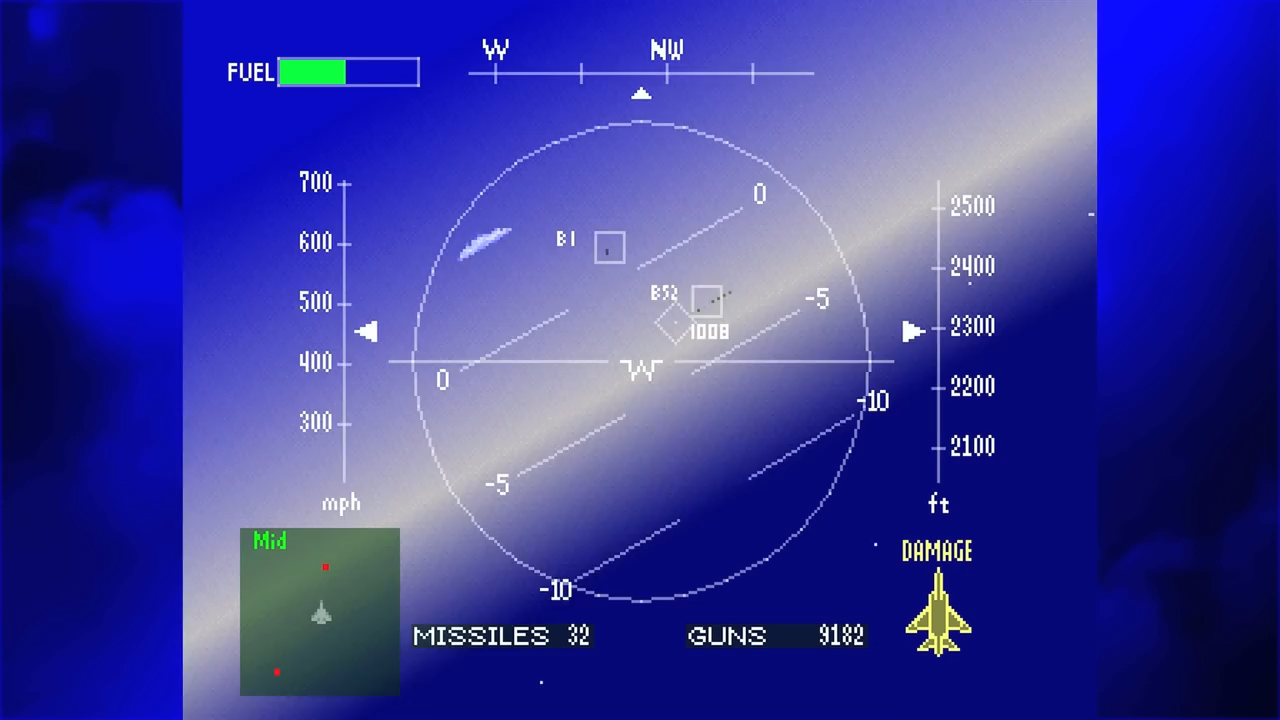 W NW
FUEL
700
600
500
400
300
mph
0
B1
B52
1008
-5
0
-10
-5
-10
2500
2400
2300
2200
2100
ft
Mid
DAMAGE
MISSILES 32
GUNS 9182